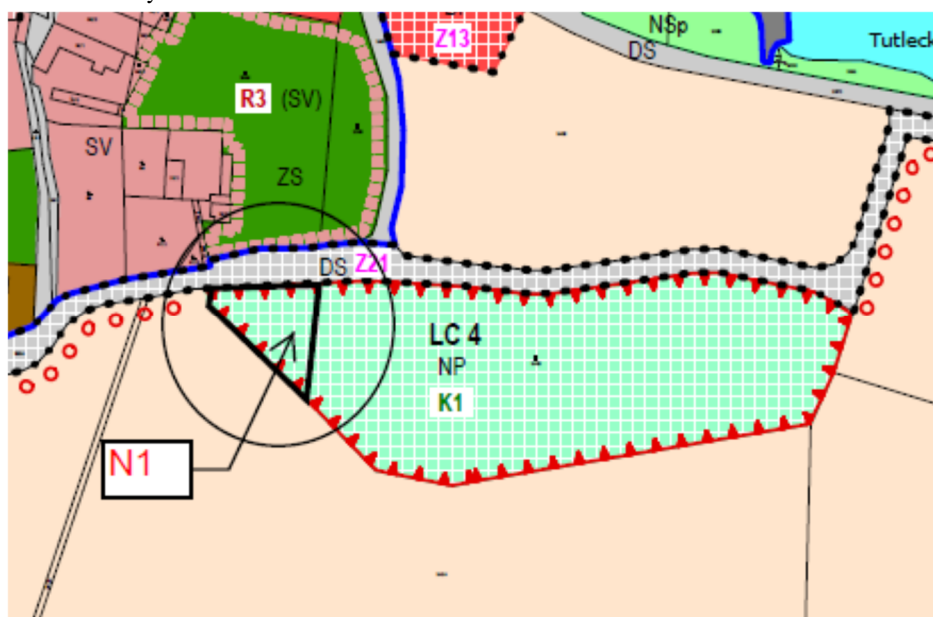 Z13
NSp
DS
Tutleck
R3 (SV)
SV
ZS
DS Z21
LC 4
NP
K1
N1